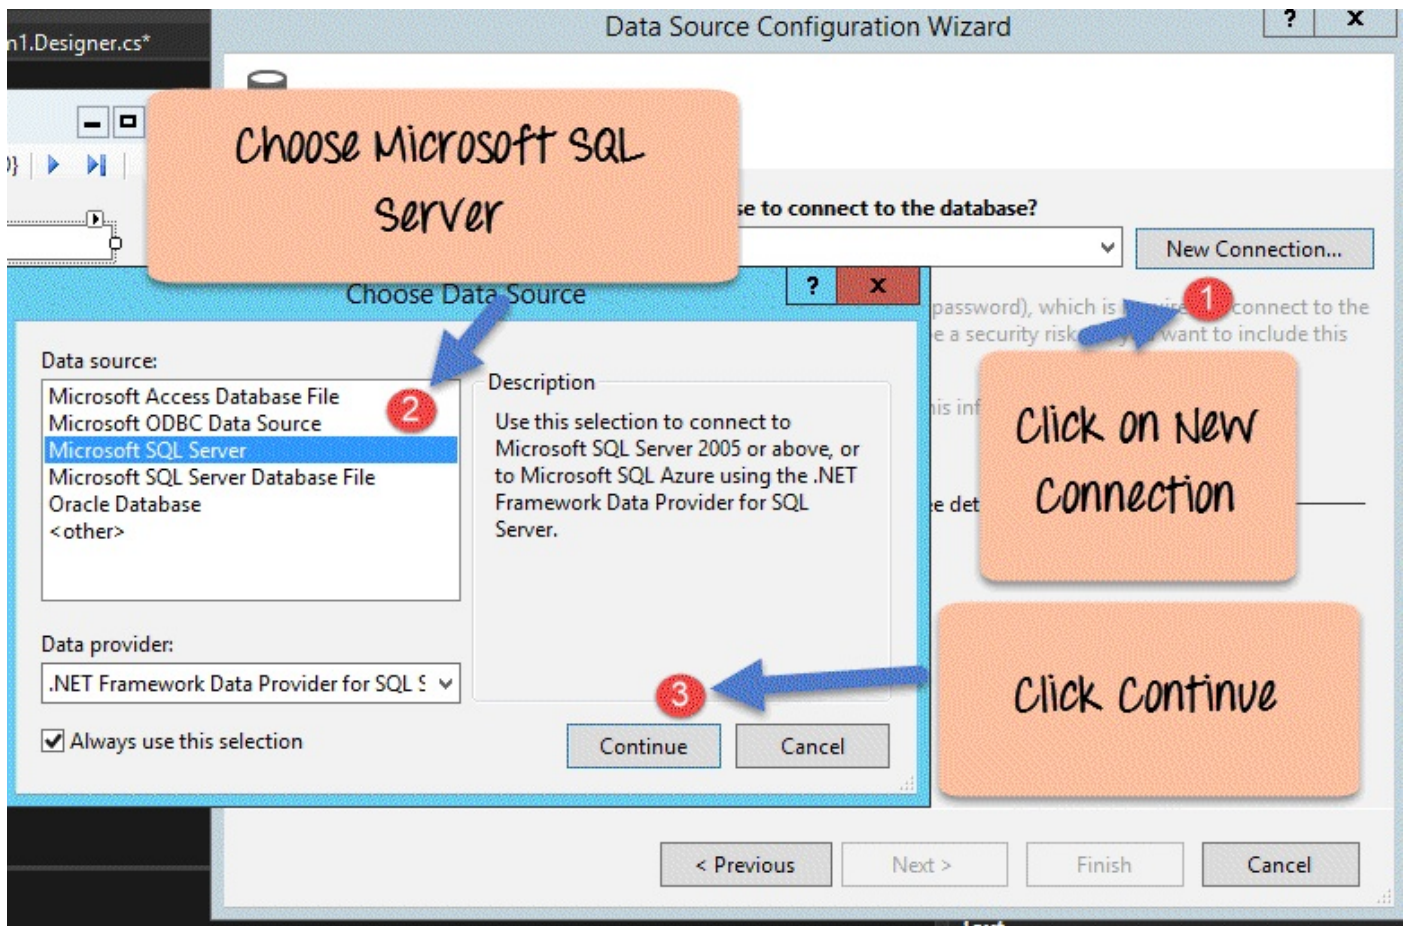 n1.Designer.cs*
Data Source Configuration Wizard
?
x
Choose Microsoft SQL
Server
se to connect to the database?
New Connection...
1
Choose Data Source
?
x
password), which is connect to the
e a security risk want to include this
his inf
Click on New
Connection
ee det
Data source:
Microsoft Access Database File
Microsoft ODBC Data Source
Microsoft SQL Server
Microsoft SQL Server Database File
Oracle Database
<other>
2
Description
Use this selection to connect to
Microsoft SQL Server 2005 or above, or
to Microsoft SQL Azure using the .NET
Framework Data Provider for SQL
Server.
Data provider:
.NET Framework Data Provider for SQL S
Always use this selection
3
Continue
Cancel
Click Continue
< Previous
Next >
Finish
Cancel